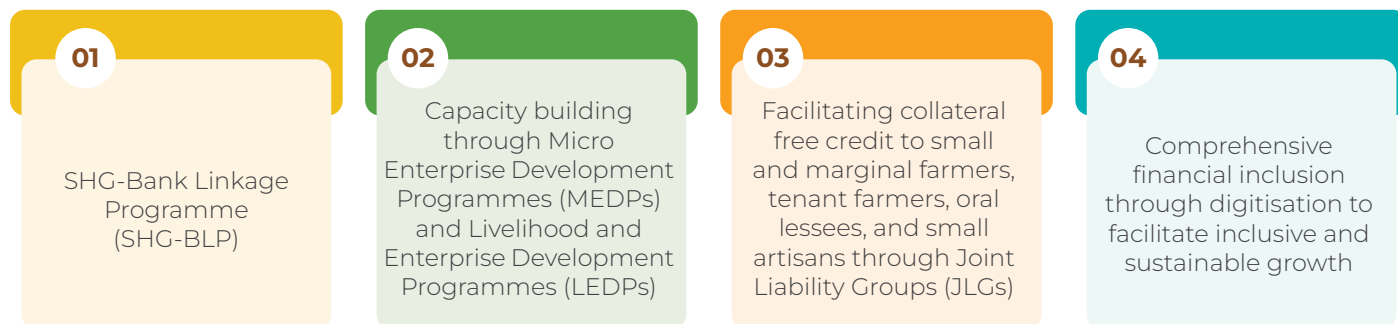 01
SHG-Bank Linkage
Programme
(SHG-BLP)
02
Capacity building
through Micro
Enterprise Development
Programmes (MEDPs)
and Livelihood and
Enterprise Development
Programmes (LEDPs)
03
Facilitating collateral
free credit to small
and marginal farmers,
tenant farmers, oral
lessees, and small
artisans through Joint
Liability Groups (JLGs)
04
Comprehensive
financial inclusion
through digitisation to
facilitate inclusive and
sustainable growth